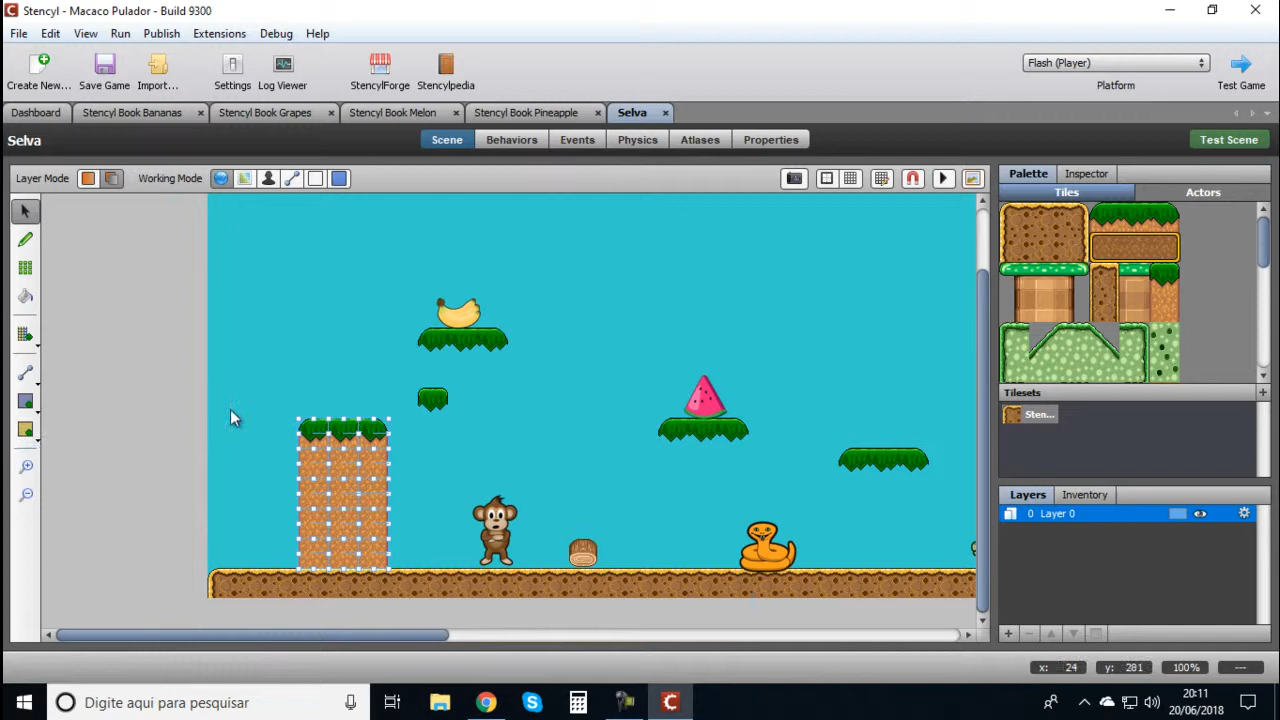 Stencyl - Macaco Pulador - Build 9300
File Edit View Run Publish Extensions Debug Help
Create New... Save Game Import... Settings Log Viewer StencylForge Stencylpedia Flash (Player) Platform Test Game
Dashboard Stencyl Book Bananas Stencyl Book Grapes Stencyl Book Melon Stencyl Book Pineapple Selva
Selva Scene Behaviors Events Physics Atlases Properties Test Scene
Layer Mode Working Mode Palette Inspector
Tiles Actors
Tilesets
Sten...
Layers Inventory
0 Layer 0
x: 24 y: 281 100% ---
Digite aqui para pesquisar 20:11
20/06/2018